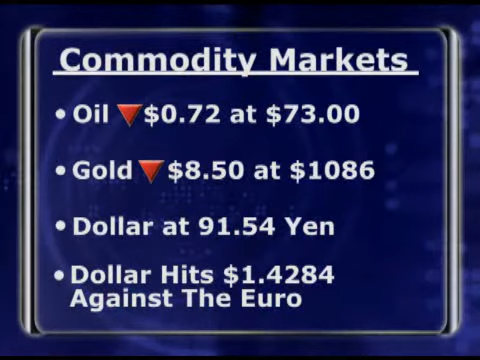 Commodity Markets
• Oil ▼$0.72 at $73.00
• Gold ▼$8.50 at $1086
• Dollar at 91.54 Yen
• Dollar Hits $1.4284
Against The Euro